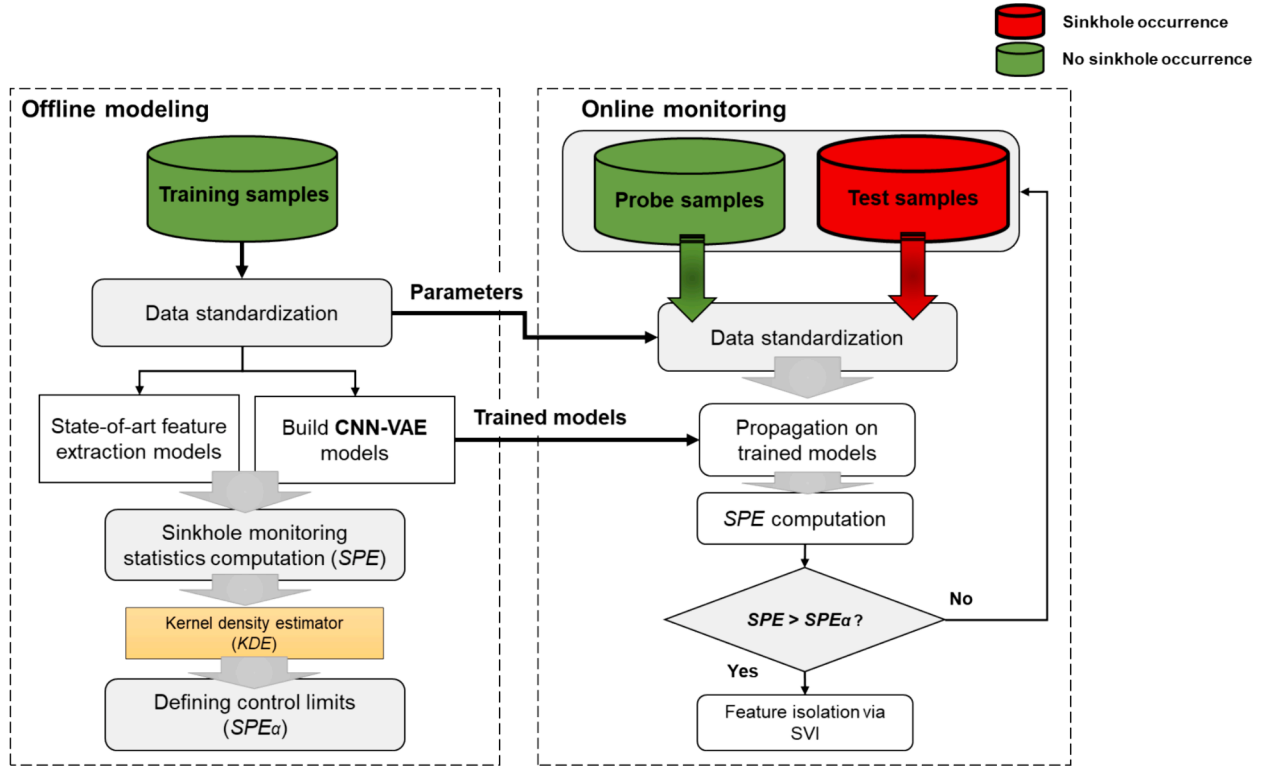 Sinkhole occurrence
No sinkhole occurrence
Offline modeling
Training samples
Data standardization
Parameters
State-of-art feature
extraction models
Build CNN-VAE
models
Trained models
Sinkhole monitoring
statistics computation (SPE)
Kernel density estimator
(KDE)
Defining control limits
(SPEα)
Online monitoring
Probe samples
Test samples
Data standardization
Propagation on
trained models
SPE computation
SPE > SPEα ?
No
Yes
Feature isolation via
SVI